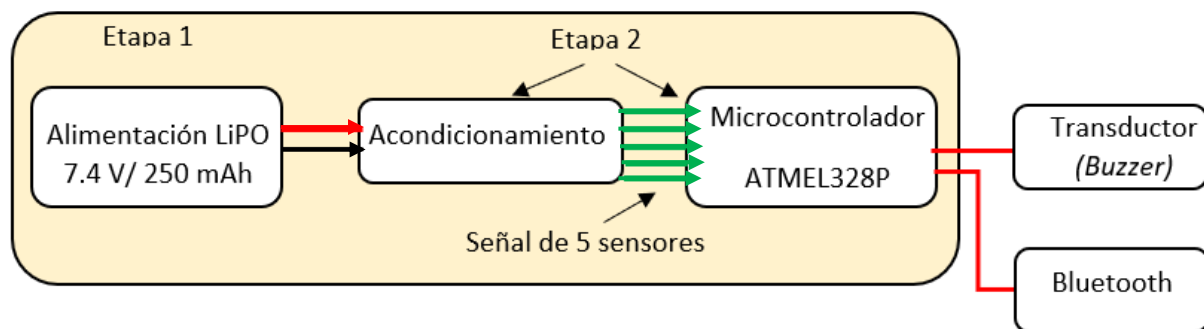 Etapa 1
Etapa 2
Alimentación LiPO
7.4 V/ 250 mAh
Acondicionamiento
Microcontrolador
ATMEL328P
Señal de 5 sensores
Transductor
(Buzzer)
Bluetooth